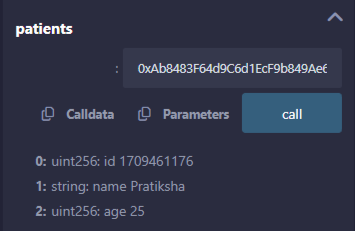 patients
: 0xAb8483F64d9C6d1EcF9b849Ae6
Calldata Parameters call
0: uint256: id 1709461176
1: string: name Pratiksha
2: uint256: age 25